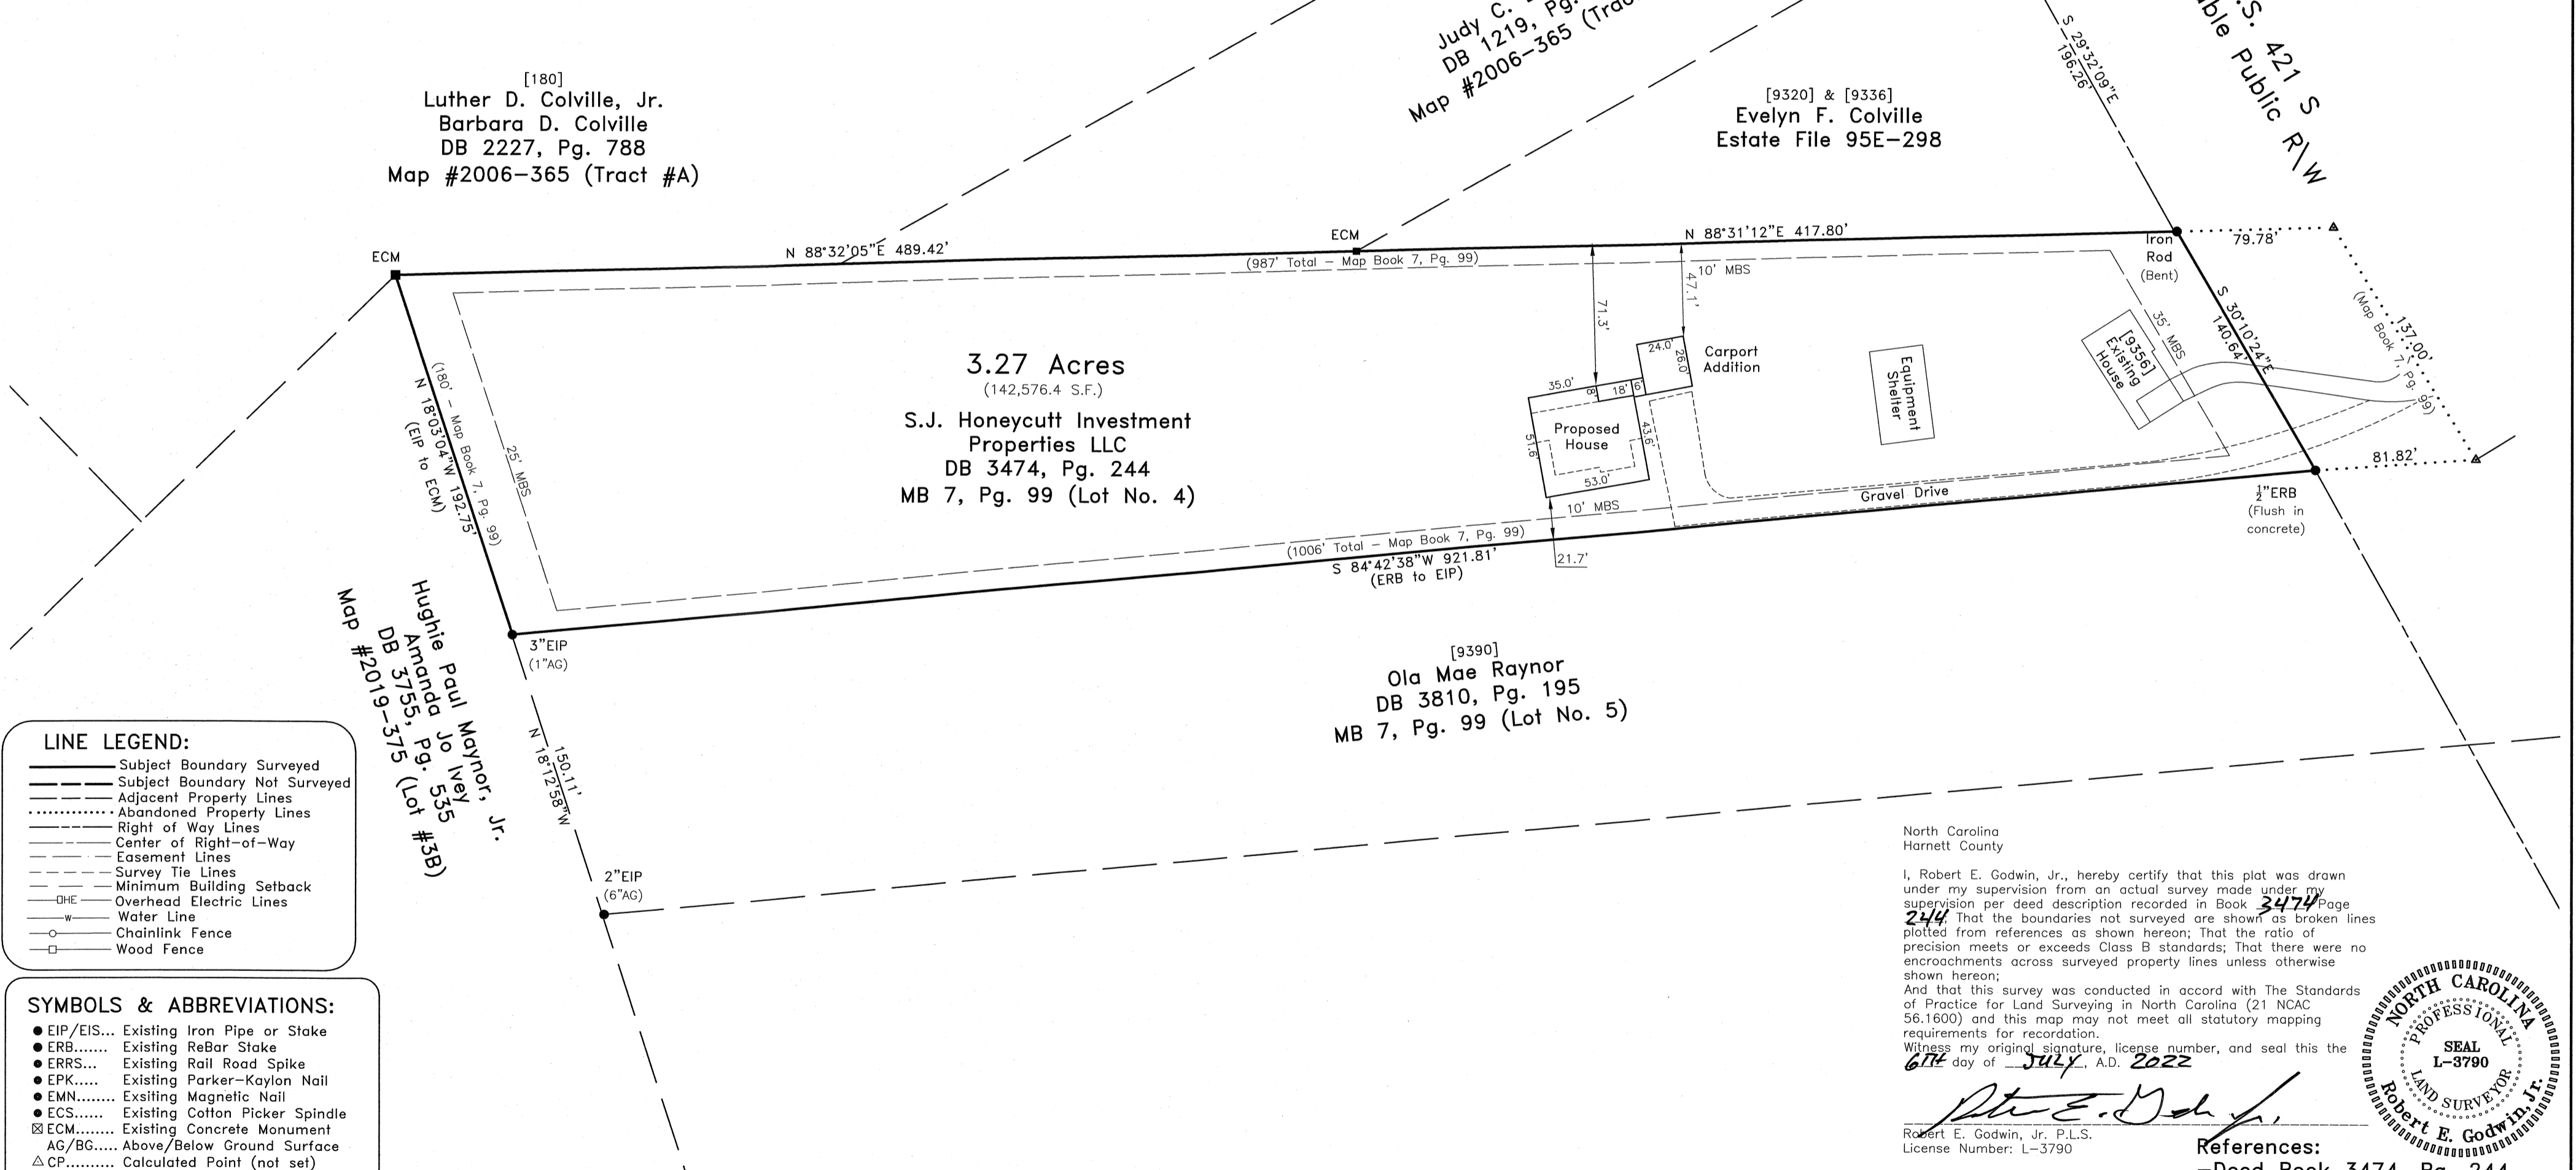 [180]
Luther D. Colville, Jr.
Barbara D. Colville
DB 2227, Pg. 788
Map #2006-365 (Tract #A)
Judy C.
DB 1219, Pg.
Map #2006-365
[9320] & [9336]
Evelyn F. Colville
Estate File 95E-298
S 29°32'09"E
196.26'
421 S
Public R\W
ECM
N 88°32'05"E 489.42'
ECM
N 88°31'12"E 417.80'
(987' Total - Map Book 7, Pg. 99)
10' MBS
Iron
Rod
(Bent)
79.78'
S 30°10'24"E
140.64'
137.00'
(Map Book 7, Pg. 99)
35' MBS
[9356]
Existing
House
Equipment
Shelter
Carport
Addition
47.1'
71.3'
24.0'
26.0'
35.0'
8'
18'
6'
Proposed
House
51.6'
43.6'
53.0'
3.27 Acres
(142,576.4 S.F.)
S.J. Honeycutt Investment
Properties LLC
DB 3474, Pg. 244
MB 7, Pg. 99 (Lot No. 4)
(180' - Map Book 7, Pg. 99)
N 18°03'04"W 192.75'
(EIP to ECM)
25' MBS
10' MBS
Gravel Drive
81.82'
½"ERB
(Flush in
concrete)
(1006' Total - Map Book 7, Pg. 99)
S 84°42'38"W 921.81'
(ERB to EIP)
21.7'
3"EIP
(1"AG)
Hughie Paul Maynor, Jr.
Amanda Jo Ivey
DB 3755, Pg. 535
Map #2019-375 (Lot #3B)
150.11'
N 18°12'58"W
[9390]
Ola Mae Raynor
DB 3810, Pg. 195
MB 7, Pg. 99 (Lot No. 5)
2"EIP
(6"AG)
LINE LEGEND:
Subject Boundary Surveyed
Subject Boundary Not Surveyed
Adjacent Property Lines
Abandoned Property Lines
Right of Way Lines
Center of Right-of-Way
Easement Lines
Survey Tie Lines
Minimum Building Setback
OHE Overhead Electric Lines
W Water Line
Chainlink Fence
Wood Fence
SYMBOLS & ABBREVIATIONS:
EIP/EIS... Existing Iron Pipe or Stake
ERB....... Existing ReBar Stake
ERRS... Existing Rail Road Spike
EPK..... Existing Parker-Kaylon Nail
EMN........ Exsiting Magnetic Nail
ECS...... Existing Cotton Picker Spindle
ECM........ Existing Concrete Monument
AG/BG..... Above/Below Ground Surface
CP.......... Calculated Point (not set)
North Carolina
Harnett County
I, Robert E. Godwin, Jr., hereby certify that this plat was drawn
under my supervision from an actual survey made under my
supervision per deed description recorded in Book 3474 Page
244; That the boundaries not surveyed are shown as broken lines
plotted from references as shown hereon; That the ratio of
precision meets or exceeds Class B standards; That there were no
encroachments across surveyed property lines unless otherwise
shown hereon;
And that this survey was conducted in accord with The Standards
of Practice for Land Surveying in North Carolina (21 NCAC
56.1600) and this map may not meet all statutory mapping
requirements for recordation.
Witness my original signature, license number, and seal this the
6TH day of JULY, A.D. 2022
Robert E. Godwin, Jr. P.L.S.
License Number: L-3790
NORTH CAROLINA
PROFESSIONAL
SEAL
L-3790
LAND SURVEYOR
Robert E. Godwin, Jr.
References:
-Deed Book 3474, Pg. 244